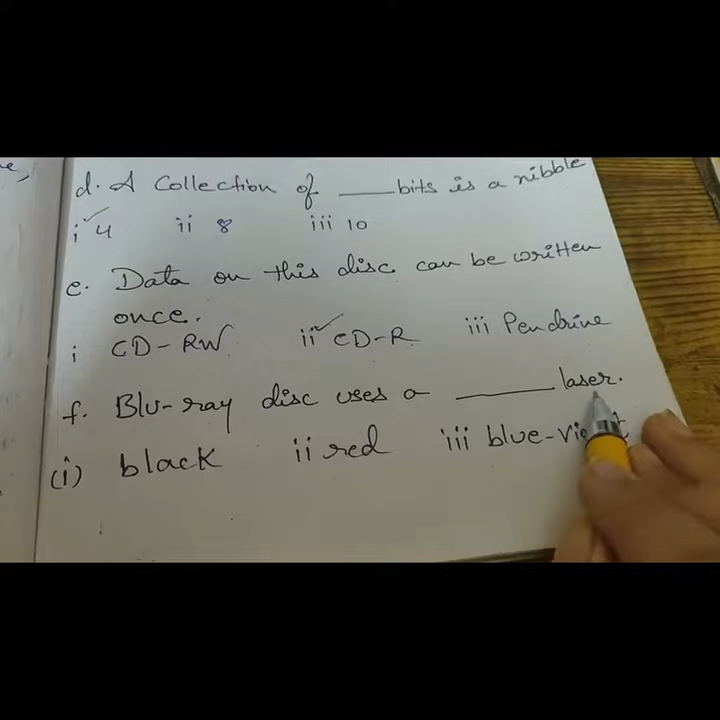 d. A Collection of ____ bits is a nibble
i 4 ii 8 iii 10
e. Data on this disc can be written
once.
i CD-RW ii CD-R iii Pendrive
f. Blu-ray disc uses a ____ laser.
(i) black ii red iii blue-